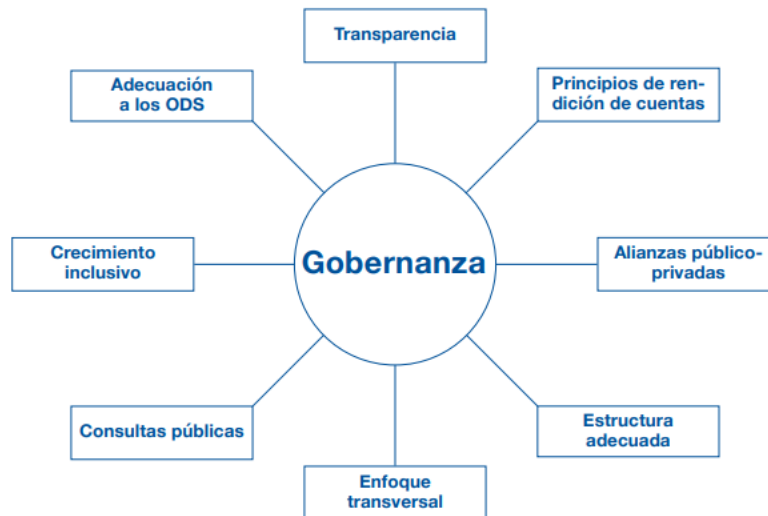 Transparencia
Adecuación
a los ODS
Principios de ren-
dición de cuentas
Crecimiento
inclusivo
Gobernanza
Alianzas público-
privadas
Consultas públicas
Estructura
adecuada
Enfoque
transversal